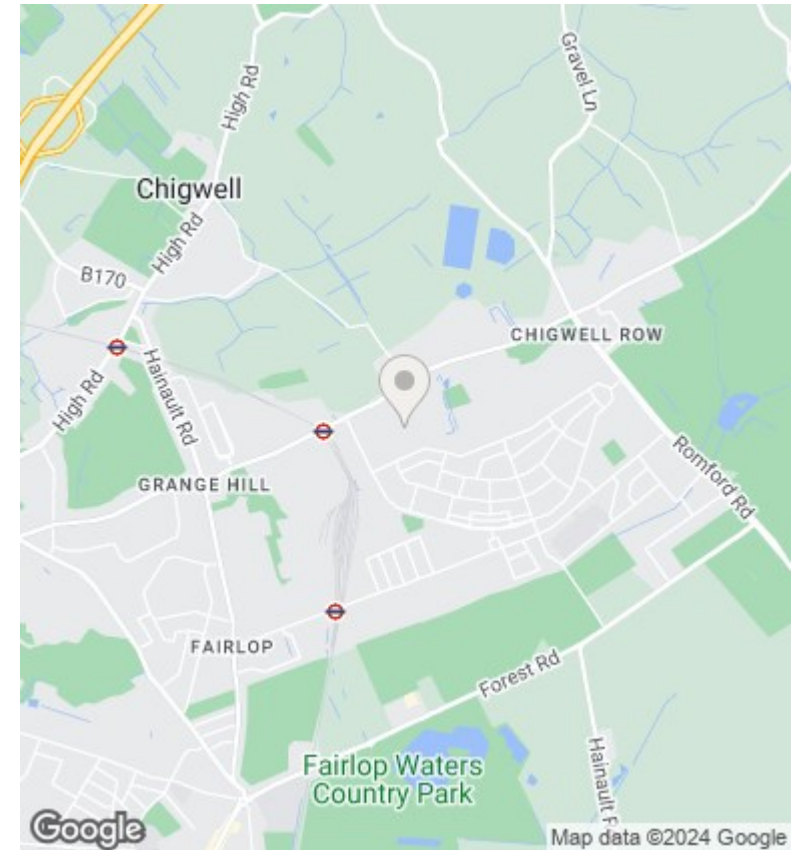 High Rd
Gravel Ln
Chigwell
High Rd
B170
CHIGWELL ROW
Hainault Rd
High Rd
Romford Rd
GRANGE HILL
FAIRLOP
Forest Rd
Hainault R
Fairlop Waters
Country Park
Google
Map data ©2024 Google